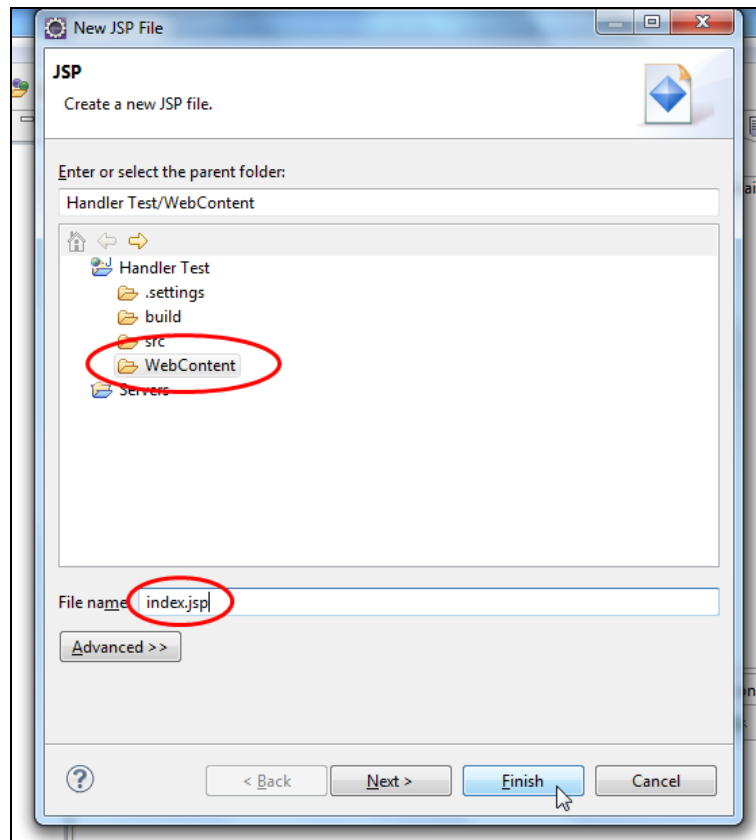 New JSP File
JSP
Create a new JSP file.
Enter or select the parent folder:
Handler Test/WebContent
Handler Test
.settings
build
src
WebContent
Servers
File name: index.jsp
Advanced >>
? < Back Next > Finish Cancel